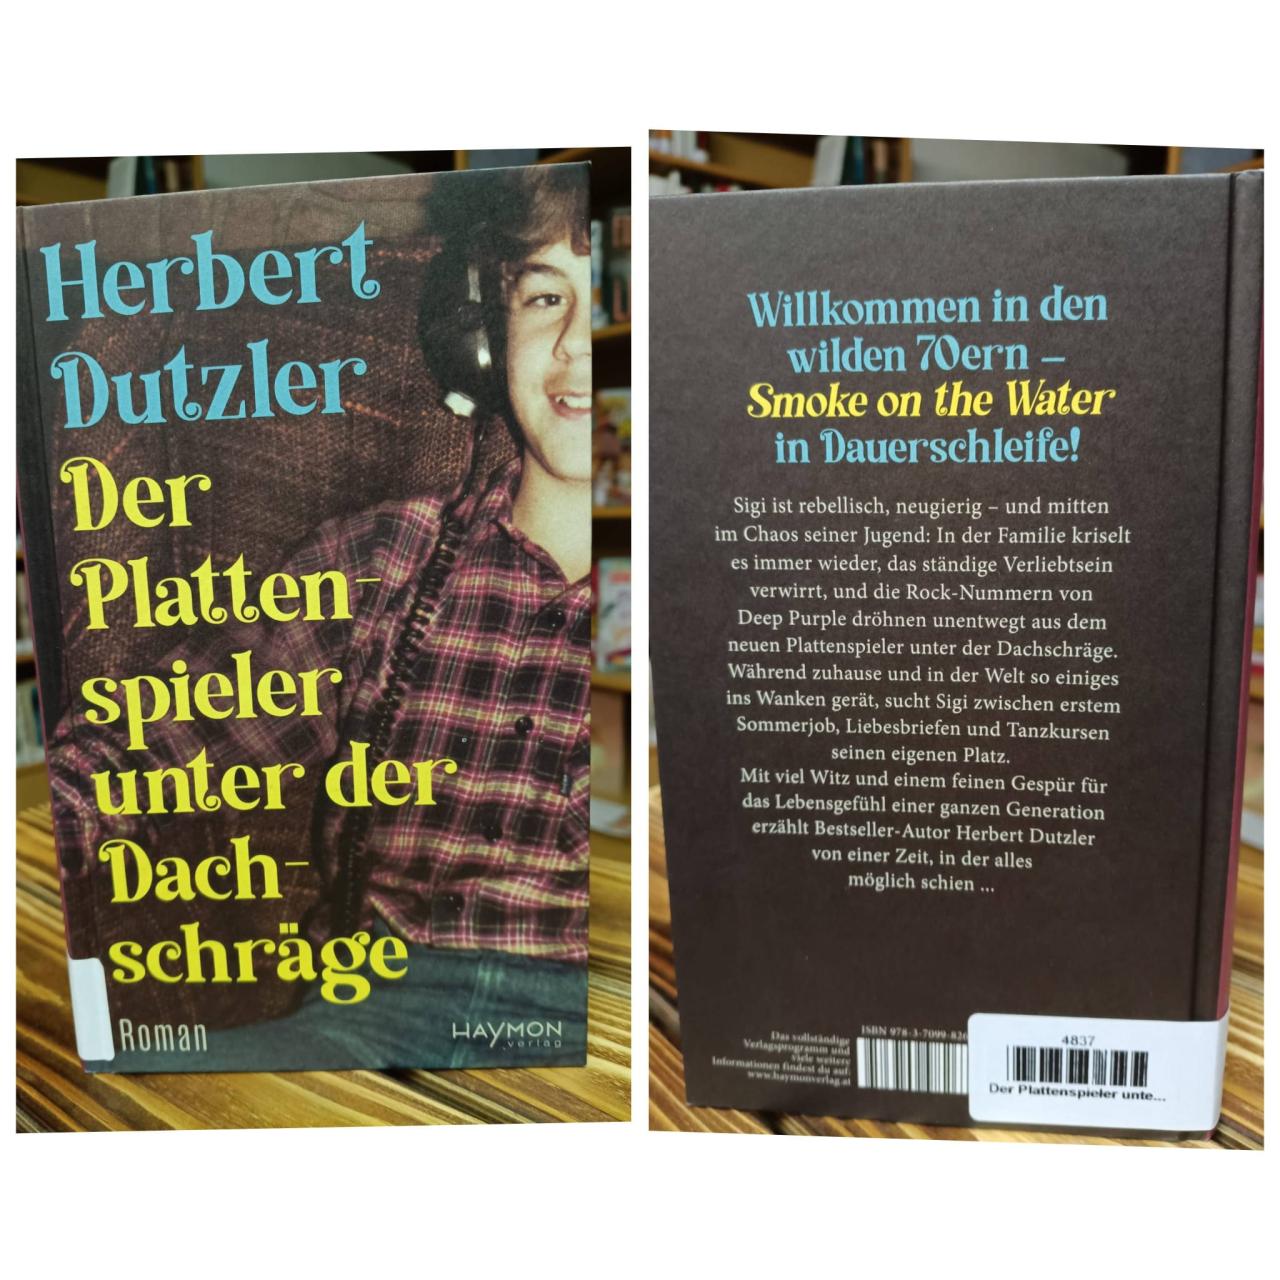 Herbert
Dutzler
Der
Platten-
spieler
unter der
Dach-
schräge
Roman
HAYMON
verlag
Willkommen in den
wilden 70ern –
Smoke on the Water
in Dauerschleife!
Sigi ist rebellisch, neugierig – und mitten
im Chaos seiner Jugend: In der Familie kriselt
es immer wieder, das ständige Verliebtsein
verwirrt, und die Rock-Nummern von
Deep Purple dröhnen unentwegt aus dem
neuen Plattenspieler unter der Dachschräge.
Während zuhause und in der Welt so einiges
ins Wanken gerät, sucht Sigi zwischen erstem
Sommerjob, Liebesbriefen und Tanzkursen
seinen eigenen Platz.
Mit viel Witz und einem feinen Gespür für
das Lebensgefühl einer ganzen Generation
erzählt Bestseller-Autor Herbert Dutzler
von einer Zeit, in der alles
möglich schien ...
Das vollständige
Verlagsprogramm und
viele weitere
Informationen findest du auf:
www.haymonverlag.at
ISBN 978-3-7099-826
4837
Der Plattenspieler unte...